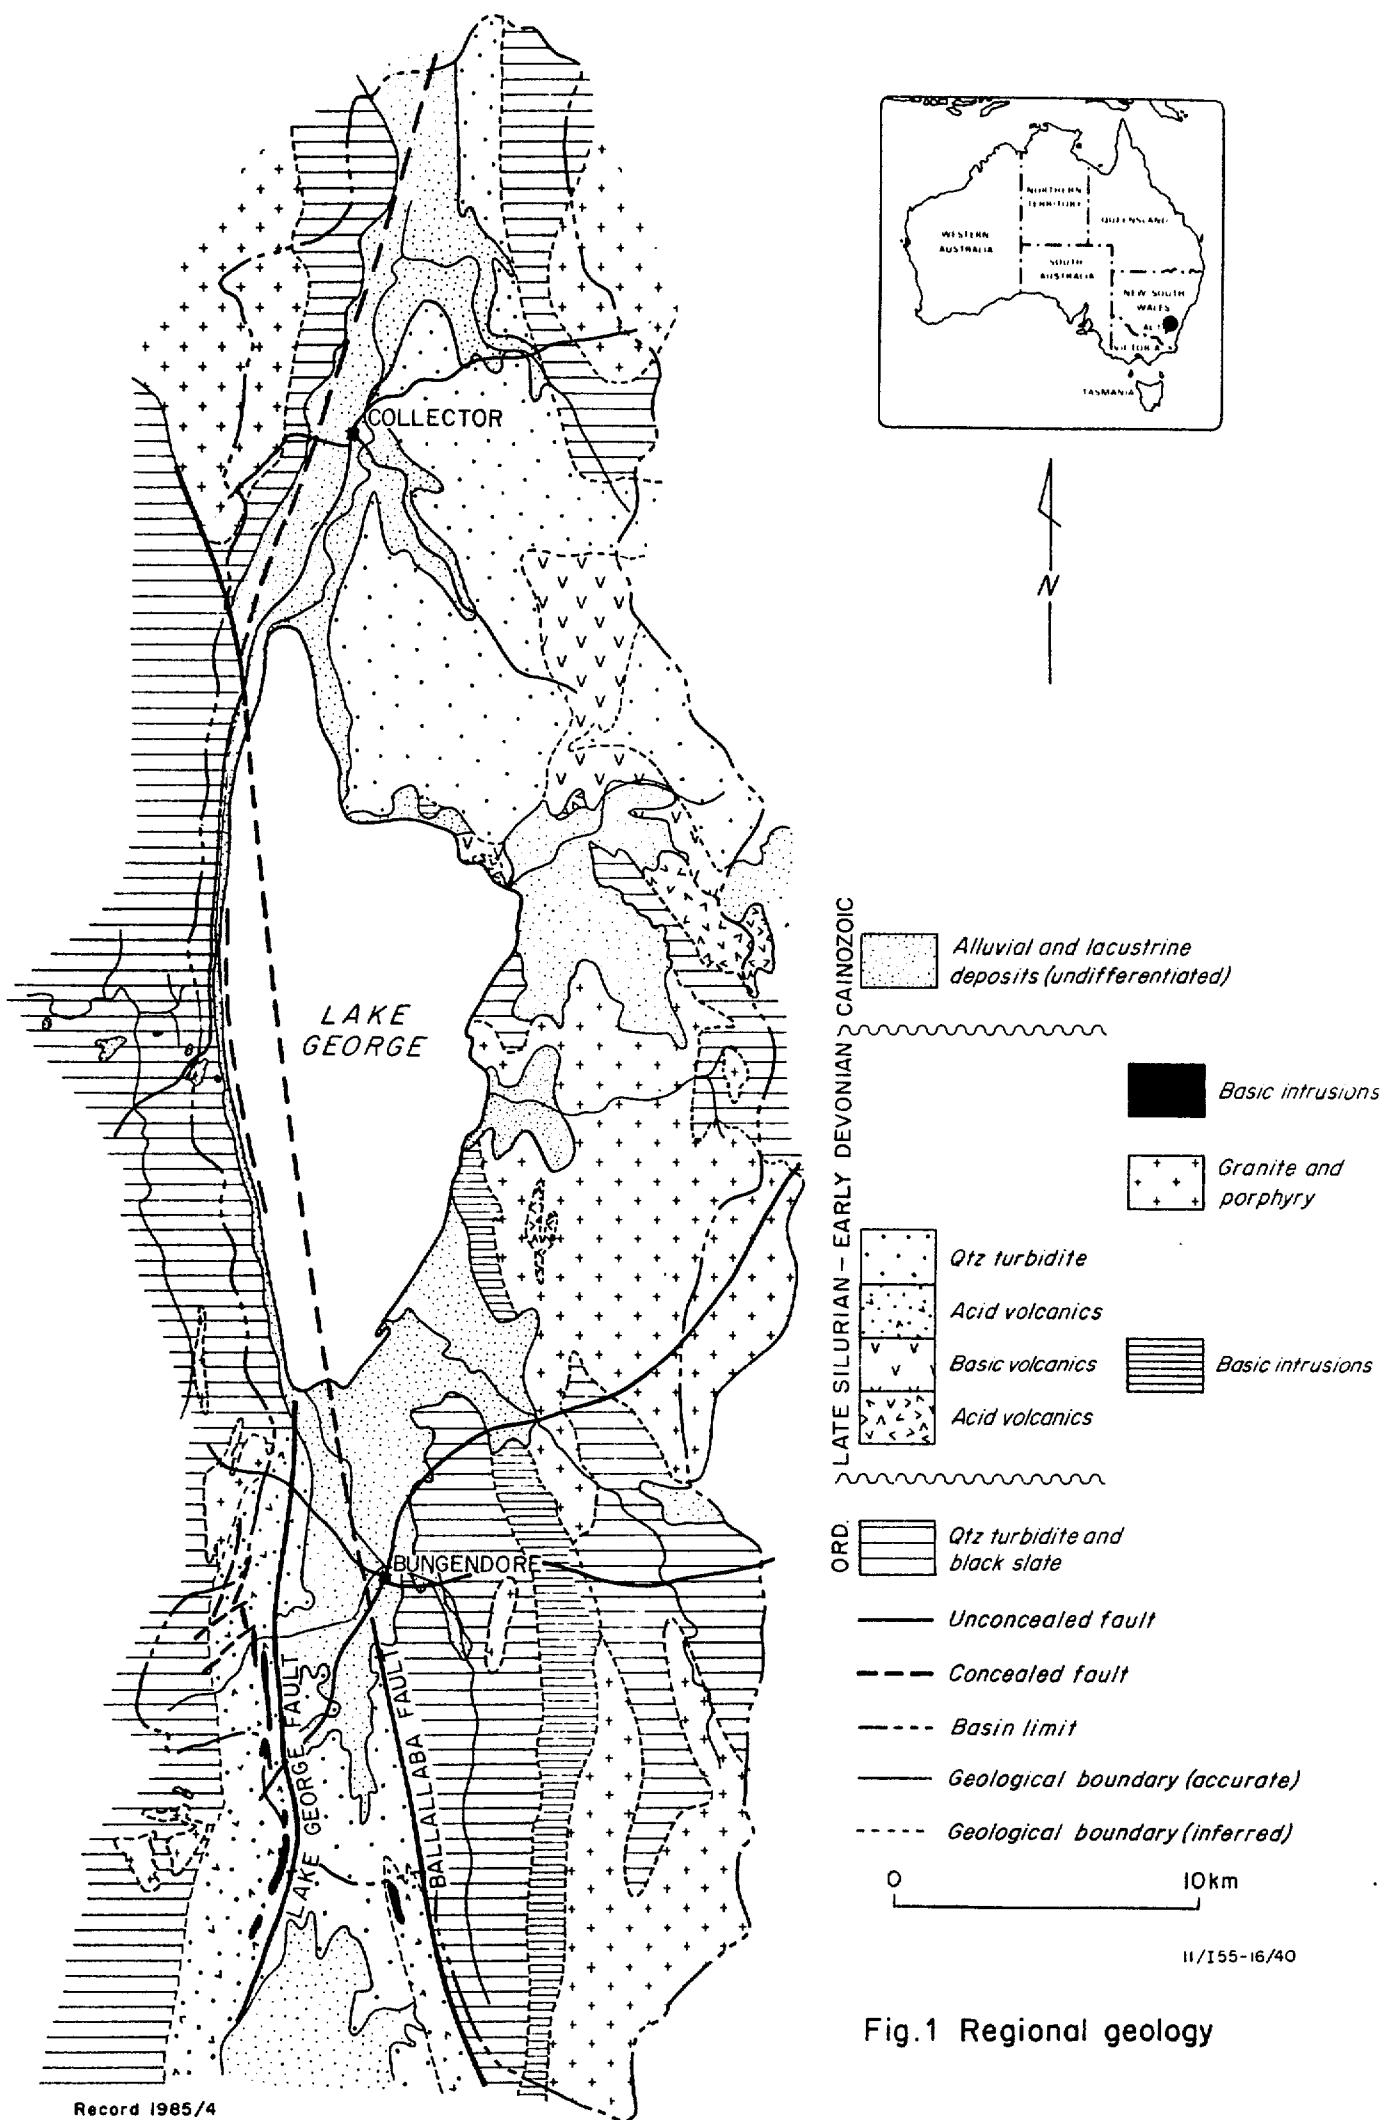 NORTHERN
TERRITORY
QUEENSLAND
WESTERN
AUSTRALIA
SOUTH
AUSTRALIA
NEW SOUTH
WALES
VICTORIA
TASMANIA
N
COLLECTOR
LAKE
GEORGE
BUNGENDORE
LAKE GEORGE FAULT
BALLALLABA FAULT
CAINOZOIC
Alluvial and lacustrine
deposits (undifferentiated)
LATE SILURIAN – EARLY DEVONIAN
Basic intrusions
Granite and
porphyry
Qtz turbidite
Acid volcanics
Basic volcanics
Basic intrusions
Acid volcanics
ORD.
Qtz turbidite and
black slate
Unconcealed fault
Concealed fault
Basin limit
Geological boundary (accurate)
Geological boundary (inferred)
0 10km
11/I55-16/40
Fig.1 Regional geology
Record 1985/4